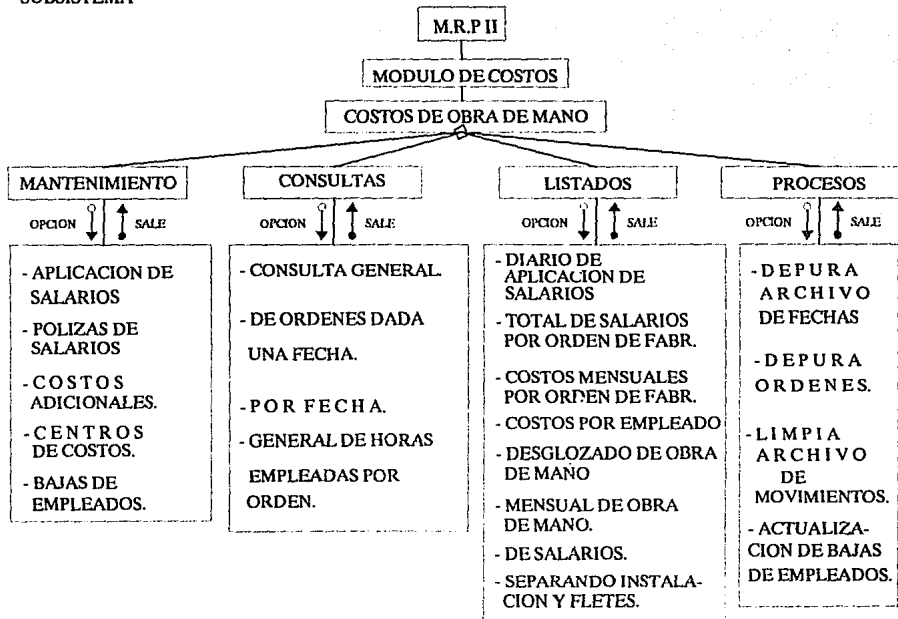 SUBSISTEMA
M.R.P II
MODULO DE COSTOS
COSTOS DE OBRA DE MANO
MANTENIMIENTO
OPCION SALE
- APLICACION DE
SALARIOS
- POLIZAS DE
SALARIOS
- COSTOS
ADICIONALES.
- CENTROS
DE COSTOS.
- BAJAS DE
EMPLEADOS.
CONSULTAS
OPCION SALE
- CONSULTA GENERAL.
- DE ORDENES DADA
UNA FECHA.
- POR FECHA.
- GENERAL DE HORAS
EMPLEADAS POR
ORDEN.
LISTADOS
OPCION SALE
- DIARIO DE
APLICACION DE
SALARIOS
- TOTAL DE SALARIOS
POR ORDEN DE FABR.
- COSTOS MENSUALES
POR ORDEN DE FABR.
- COSTOS POR EMPLEADO
- DESGLOZADO DE OBRA
DE MANO
- MENSUAL DE OBRA
DE MANO.
- DE SALARIOS.
- SEPARANDO INSTALA-
CION Y FLETES.
PROCESOS
OPCION SALE
- DEPURA
ARCHIVO
DE FECHAS
- DEPURA
ORDENES.
- LIMPIA
ARCHIVO
DE
MOVIMIENTOS.
- ACTUALIZA-
CION DE BAJAS
DE EMPLEADOS.